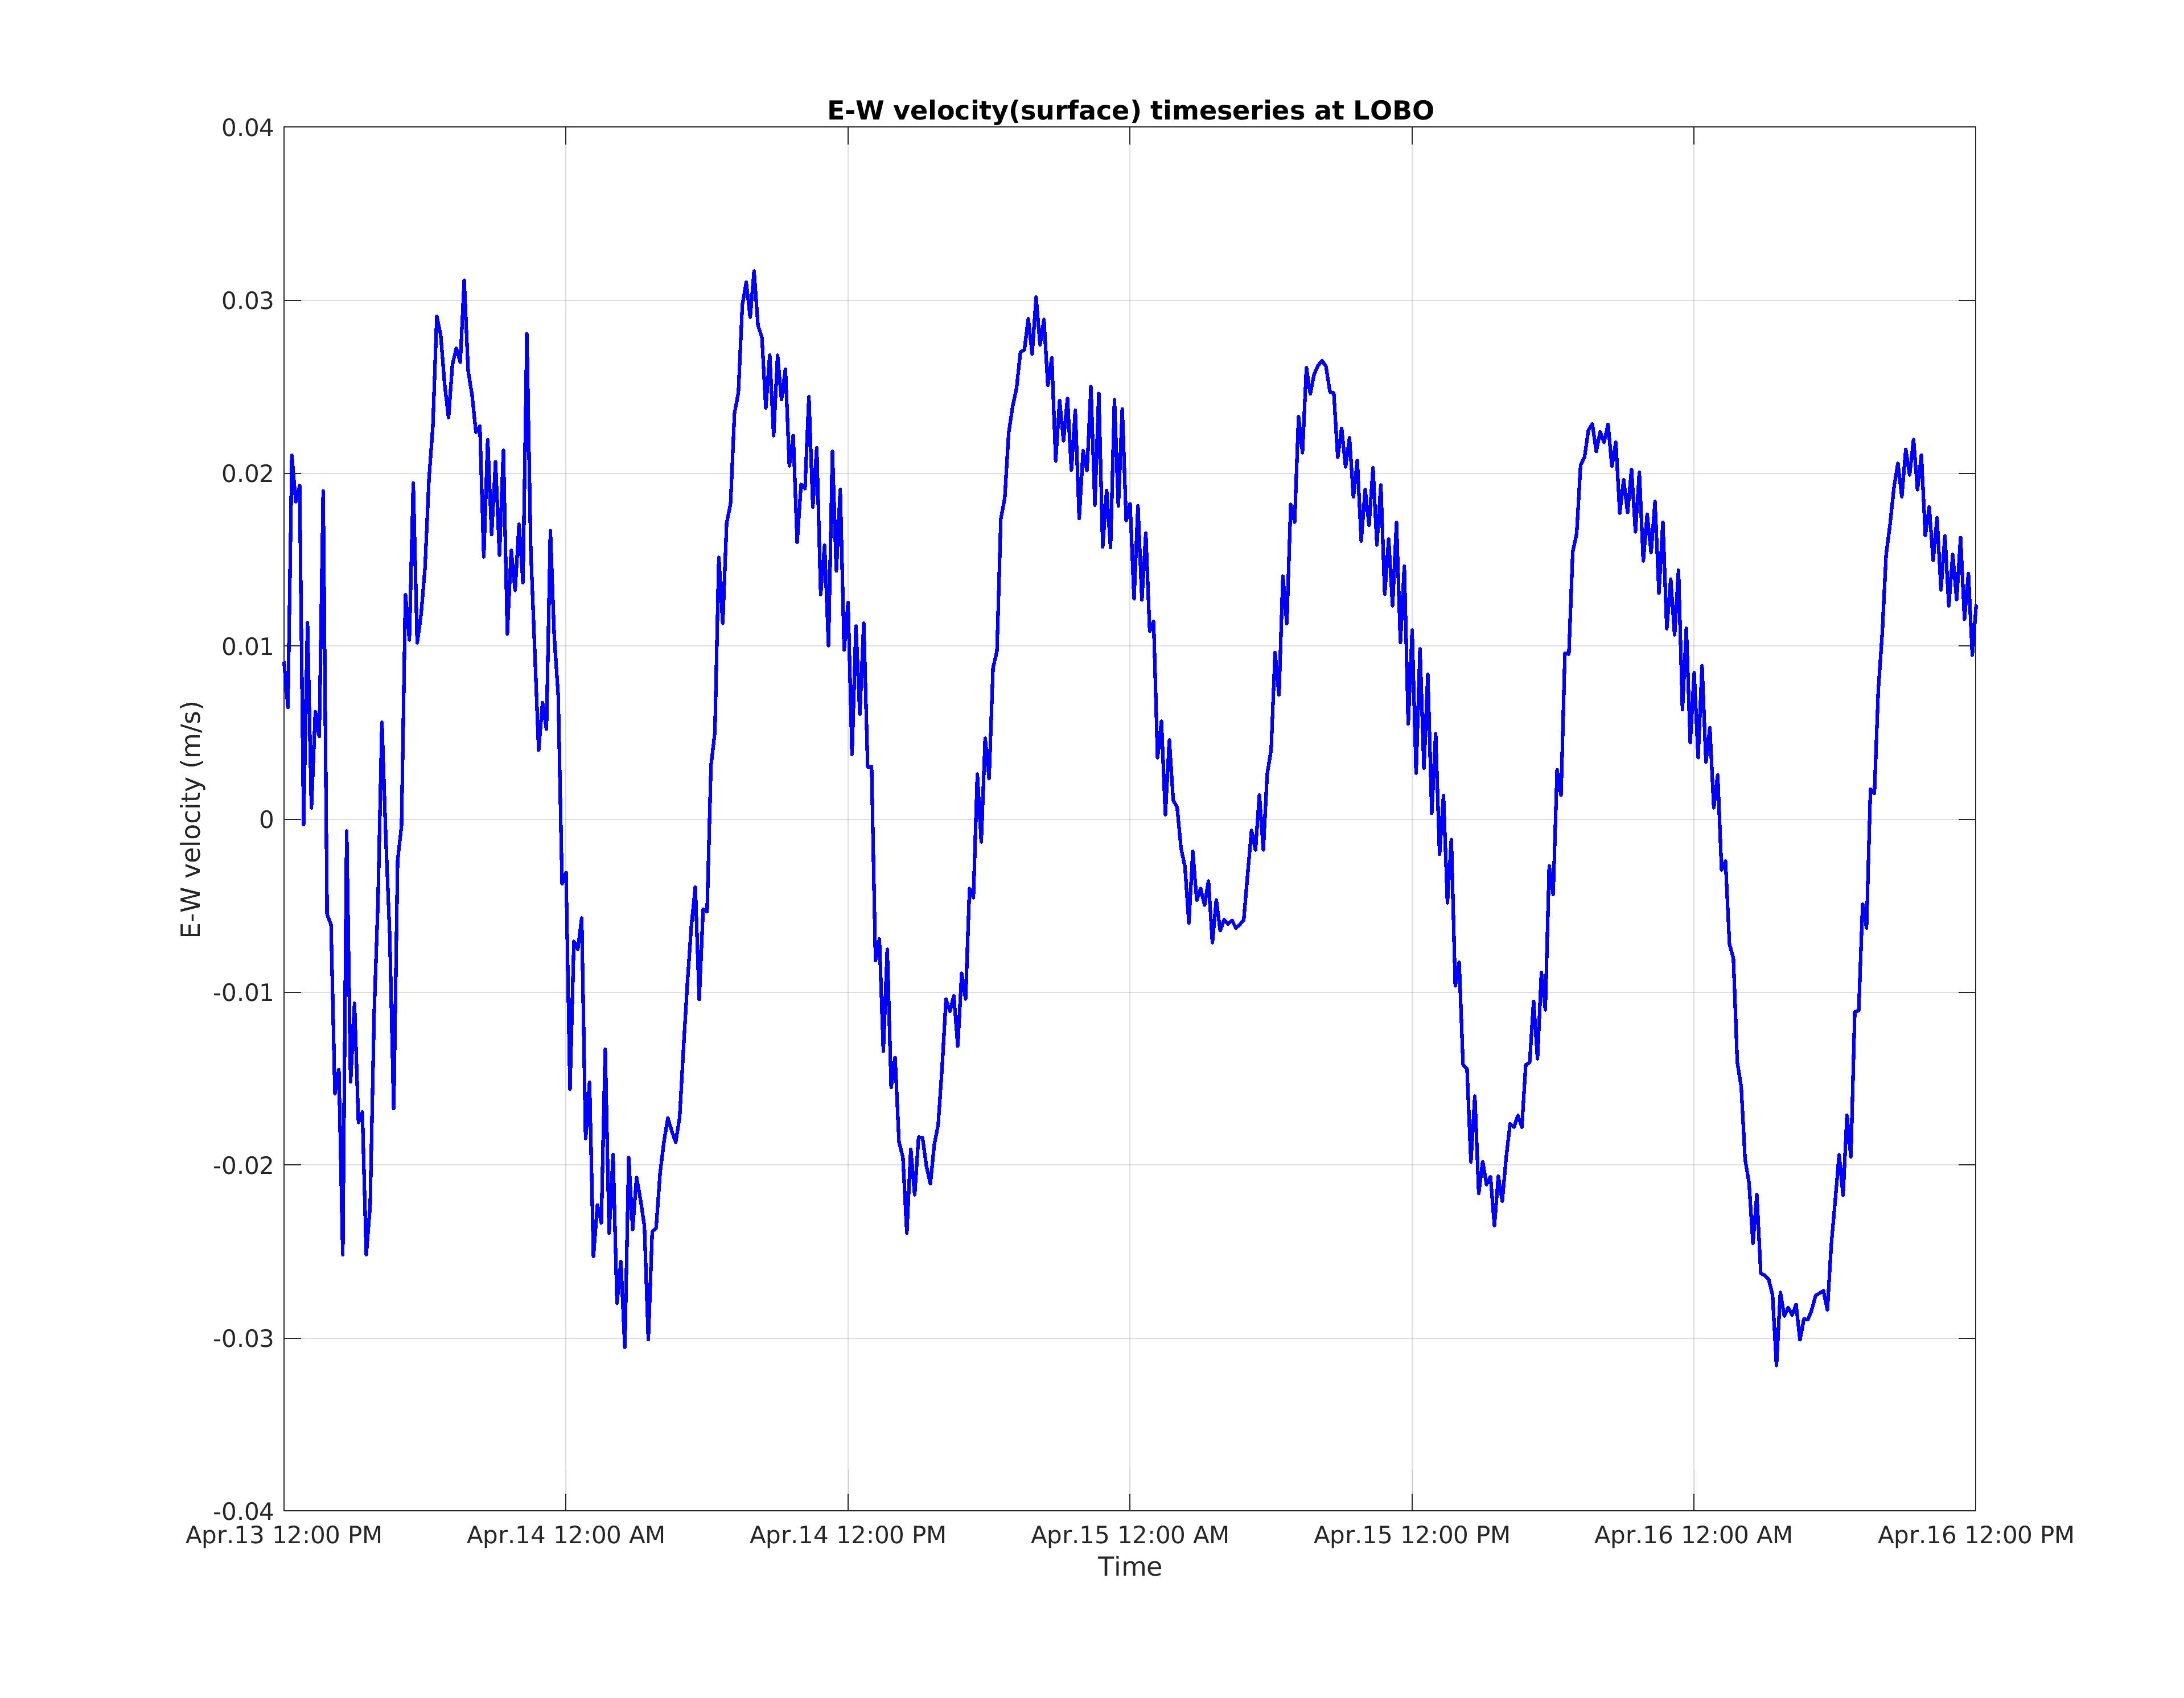 E-W velocity(surface) timeseries at LOBO
0.04
0.03
0.02
0.01
0
-0.01
-0.02
-0.03
-0.04
E-W velocity (m/s)
Apr.13 12:00 PM
Apr.14 12:00 AM
Apr.14 12:00 PM
Apr.15 12:00 AM
Apr.15 12:00 PM
Apr.16 12:00 AM
Apr.16 12:00 PM
Time